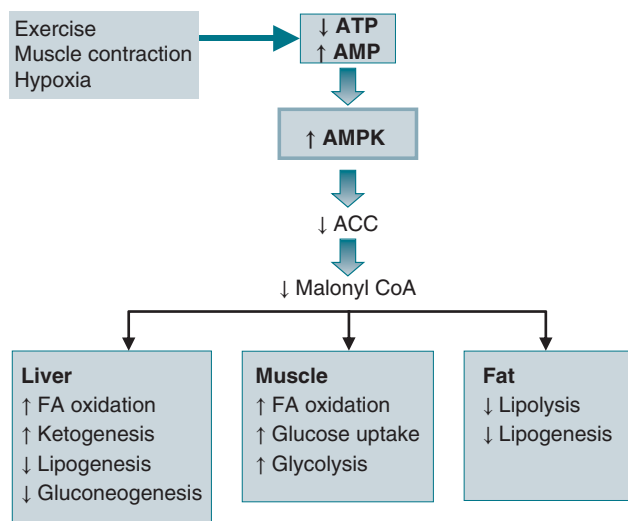 Exercise
Muscle contraction
Hypoxia
↓ ATP
↑ AMP
↑ AMPK
↓ ACC
↓ Malonyl CoA
Liver
↑ FA oxidation
↑ Ketogenesis
↓ Lipogenesis
↓ Gluconeogenesis
Muscle
↑ FA oxidation
↑ Glucose uptake
↑ Glycolysis
Fat
↓ Lipolysis
↓ Lipogenesis